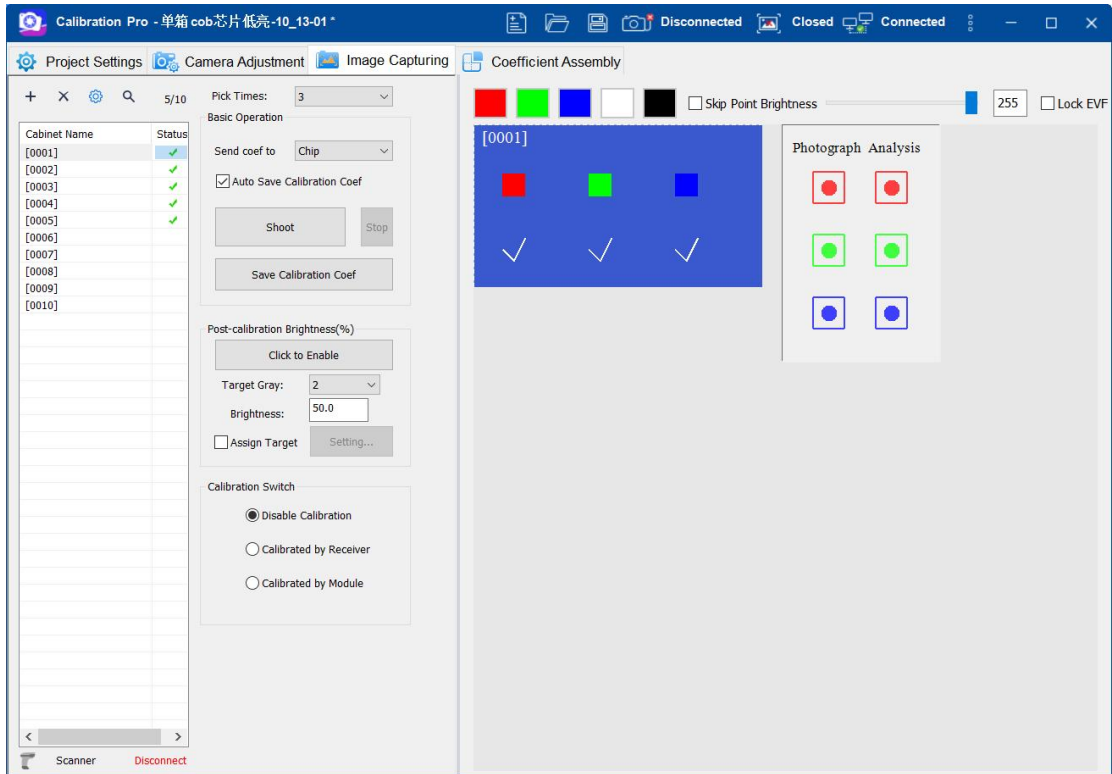 Calibration Pro - 单箱cob芯片低亮-10_13-01 *
Disconnected
Closed
Connected
Project Settings
Camera Adjustment
Image Capturing
Coefficient Assembly
5/10
Cabinet Name Status
[0001]
[0002]
[0003]
[0004]
[0005]
[0006]
[0007]
[0008]
[0009]
[0010]
Scanner Disconnect
Pick Times: 3
Basic Operation
Send coef to Chip
Auto Save Calibration Coef
Shoot
Stop
Save Calibration Coef
Post-calibration Brightness(%)
Click to Enable
Target Gray: 2
Brightness: 50.0
Assign Target Setting...
Calibration Switch
Disable Calibration
Calibrated by Receiver
Calibrated by Module
Skip Point Brightness 255 Lock EVF
[0001]
Photograph Analysis